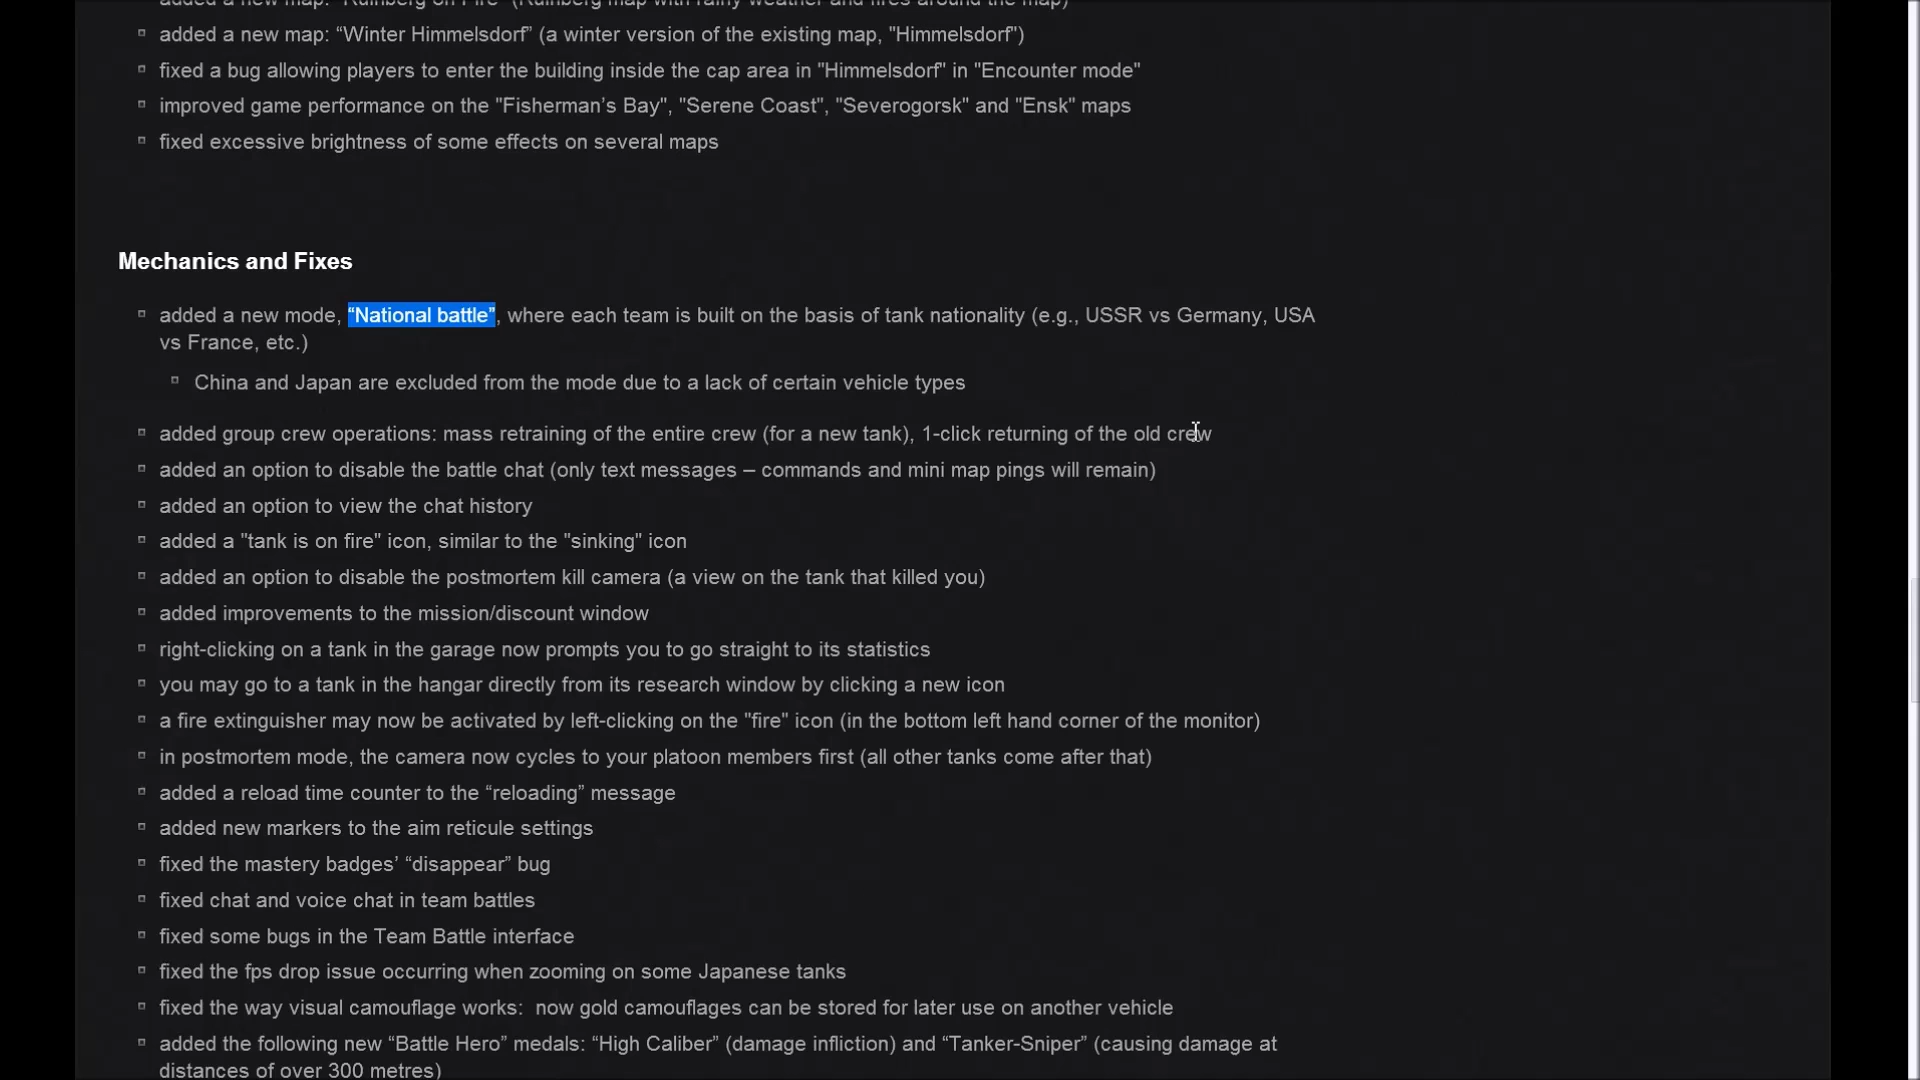 added a new map: “Ruinberg on Fire” (Ruinberg map with rainy weather and fires around the map)
added a new map: “Winter Himmelsdorf” (a winter version of the existing map, "Himmelsdorf")
fixed a bug allowing players to enter the building inside the cap area in "Himmelsdorf" in "Encounter mode"
improved game performance on the "Fisherman’s Bay", "Serene Coast", "Severogorsk" and "Ensk" maps
fixed excessive brightness of some effects on several maps
Mechanics and Fixes
added a new mode, “National battle”, where each team is built on the basis of tank nationality (e.g., USSR vs Germany, USA
vs France, etc.)
China and Japan are excluded from the mode due to a lack of certain vehicle types
added group crew operations: mass retraining of the entire crew (for a new tank), 1-click returning of the old crew
added an option to disable the battle chat (only text messages – commands and mini map pings will remain)
added an option to view the chat history
added a "tank is on fire" icon, similar to the "sinking" icon
added an option to disable the postmortem kill camera (a view on the tank that killed you)
added improvements to the mission/discount window
right-clicking on a tank in the garage now prompts you to go straight to its statistics
you may go to a tank in the hangar directly from its research window by clicking a new icon
a fire extinguisher may now be activated by left-clicking on the "fire" icon (in the bottom left hand corner of the monitor)
in postmortem mode, the camera now cycles to your platoon members first (all other tanks come after that)
added a reload time counter to the “reloading” message
added new markers to the aim reticule settings
fixed the mastery badges’ “disappear” bug
fixed chat and voice chat in team battles
fixed some bugs in the Team Battle interface
fixed the fps drop issue occurring when zooming on some Japanese tanks
fixed the way visual camouflage works:  now gold camouflages can be stored for later use on another vehicle
added the following new “Battle Hero” medals: “High Caliber” (damage infliction) and “Tanker-Sniper” (causing damage at
distances of over 300 metres)